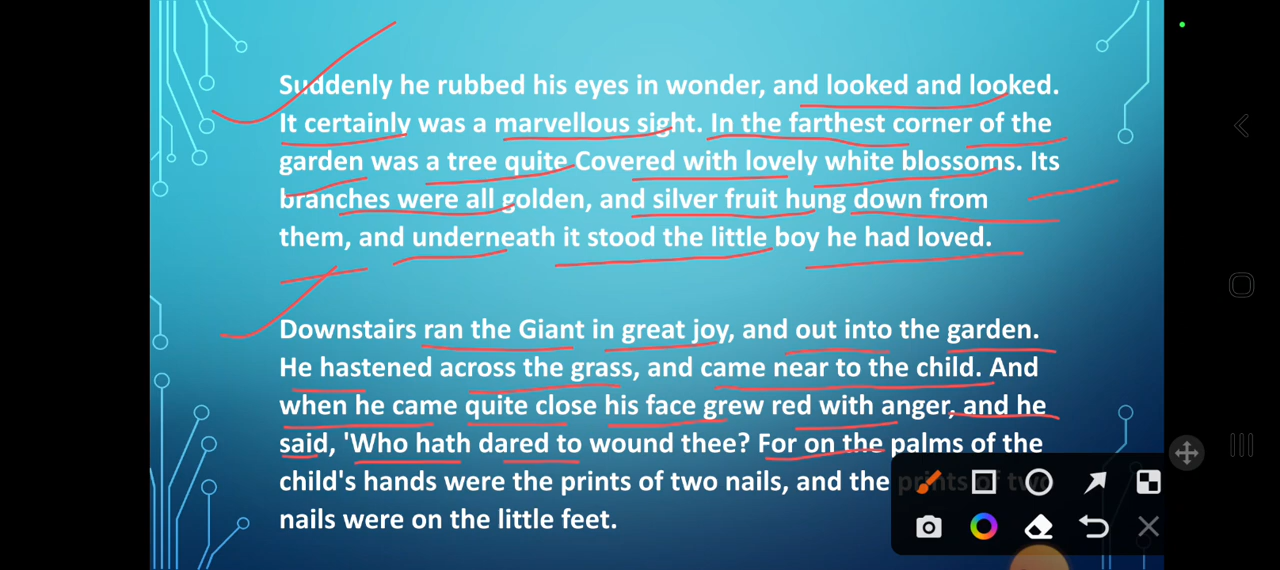 Suddenly he rubbed his eyes in wonder, and looked and looked.
It certainly was a marvellous sight. In the farthest corner of the
garden was a tree quite Covered with lovely white blossoms. Its
branches were all golden, and silver fruit hung down from
them, and underneath it stood the little boy he had loved.
Downstairs ran the Giant in great joy, and out into the garden.
He hastened across the grass, and came near to the child. And
when he came quite close his face grew red with anger, and he
said, 'Who hath dared to wound thee? For on the palms of the
child's hands were the prints of two nails, and the prints of two
nails were on the little feet.